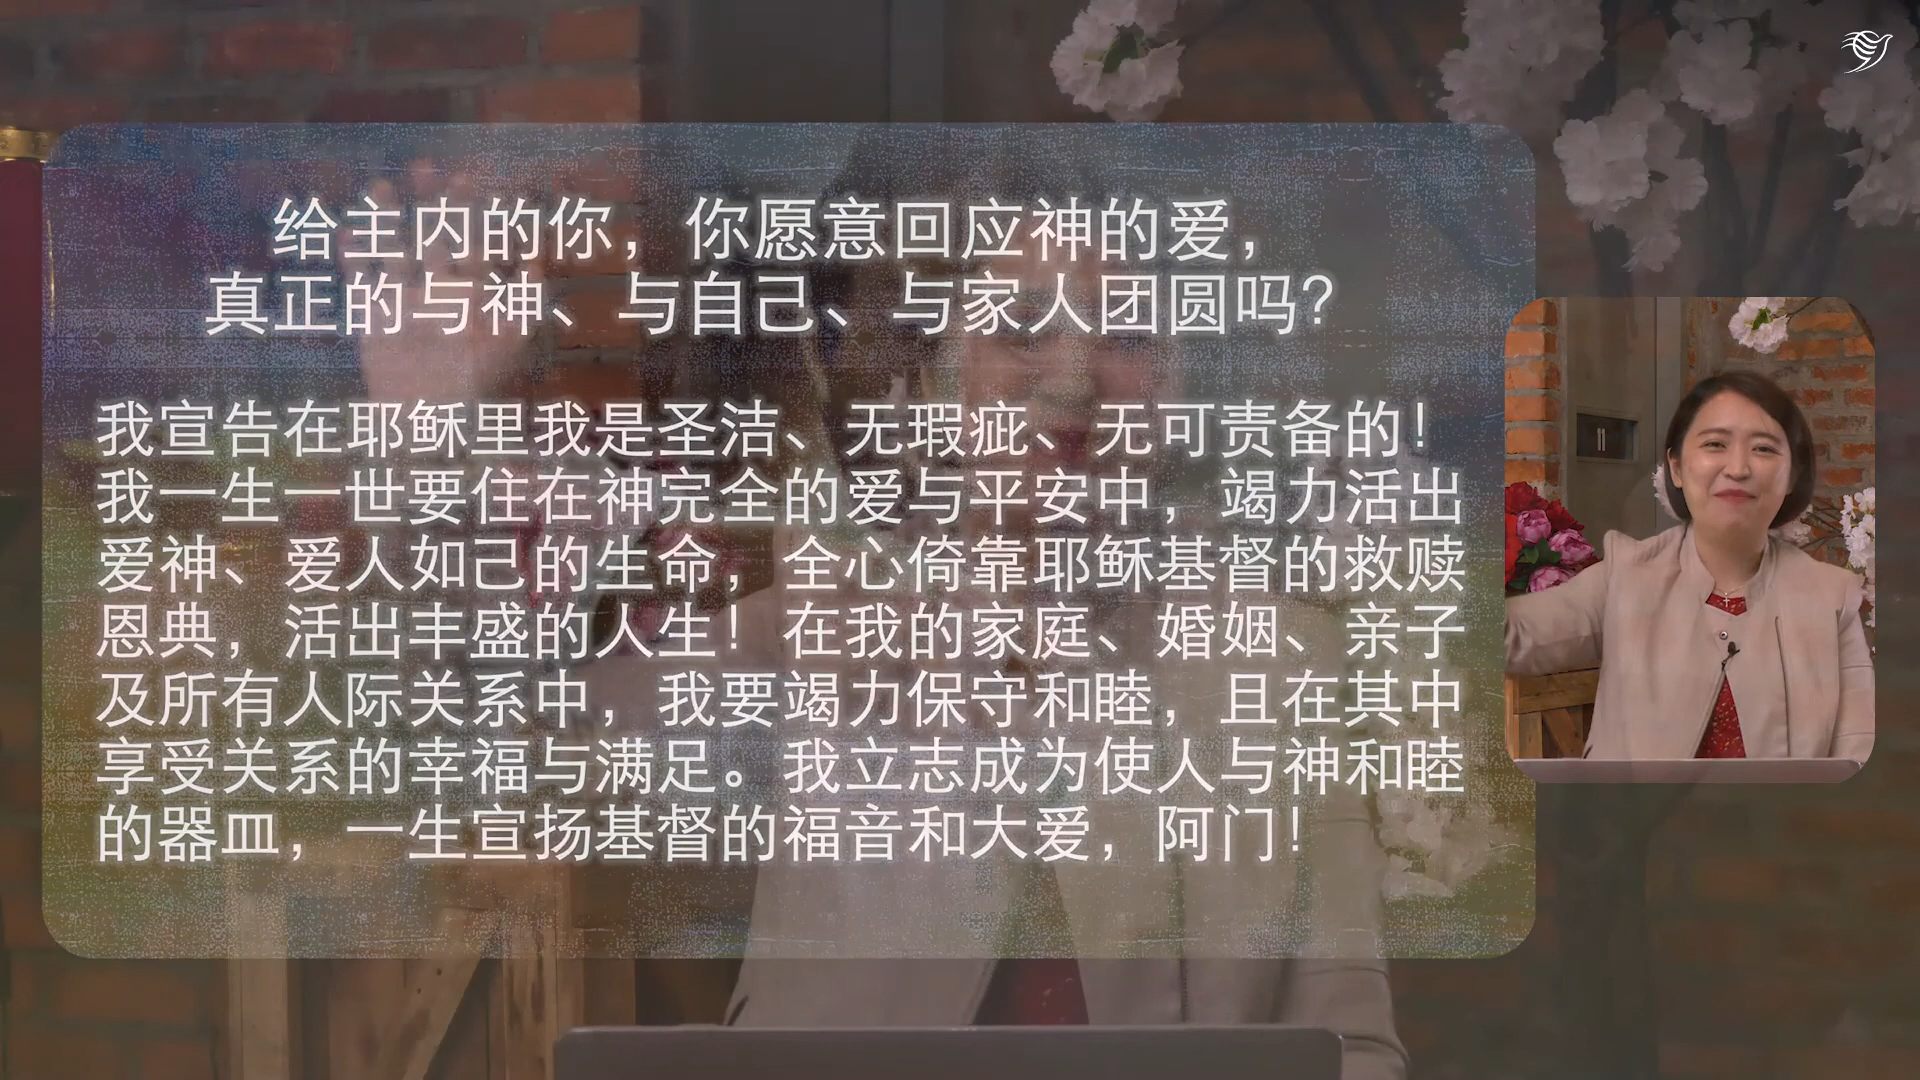 给主内的你，你愿意回应神的爱，
真正的与神、与自己、与家人团圆吗？
我宣告在耶稣里我是圣洁、无瑕疵、无可责备的！
我一生一世要住在神完全的爱与平安中，竭力活出
爱神、爱人如己的生命，全心倚靠耶稣基督的救赎
恩典，活出丰盛的人生！在我的家庭、婚姻、亲子
及所有人际关系中，我要竭力保守和睦，且在其中
享受关系的幸福与满足。我立志成为使人与神和睦
的器皿，一生宣扬基督的福音和大爱，阿门！